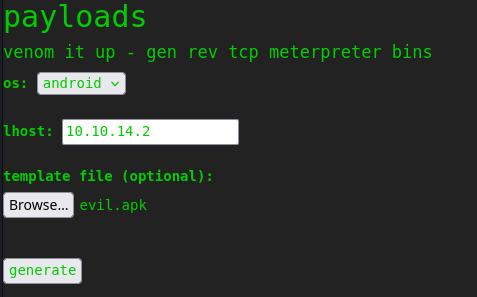 payloads
venom it up - gen rev tcp meterpreter bins
os: android
lhost: 10.10.14.2
template file (optional):
Browse... evil.apk
generate